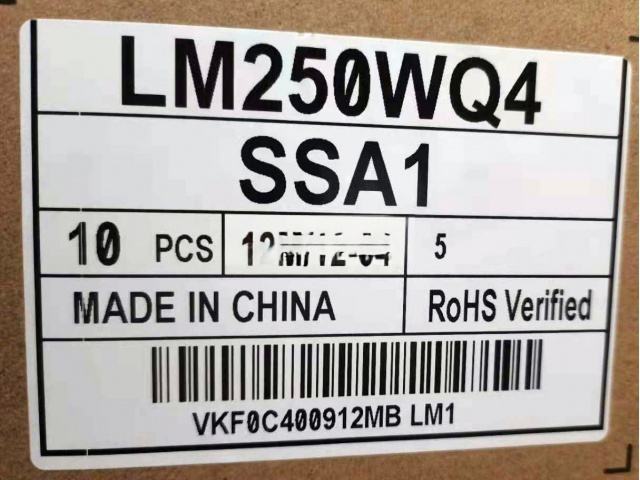 LM250WQ4
SSA1
10 PCS
5
MADE IN CHINA
RoHS Verified
VKF0C400912MB LM1